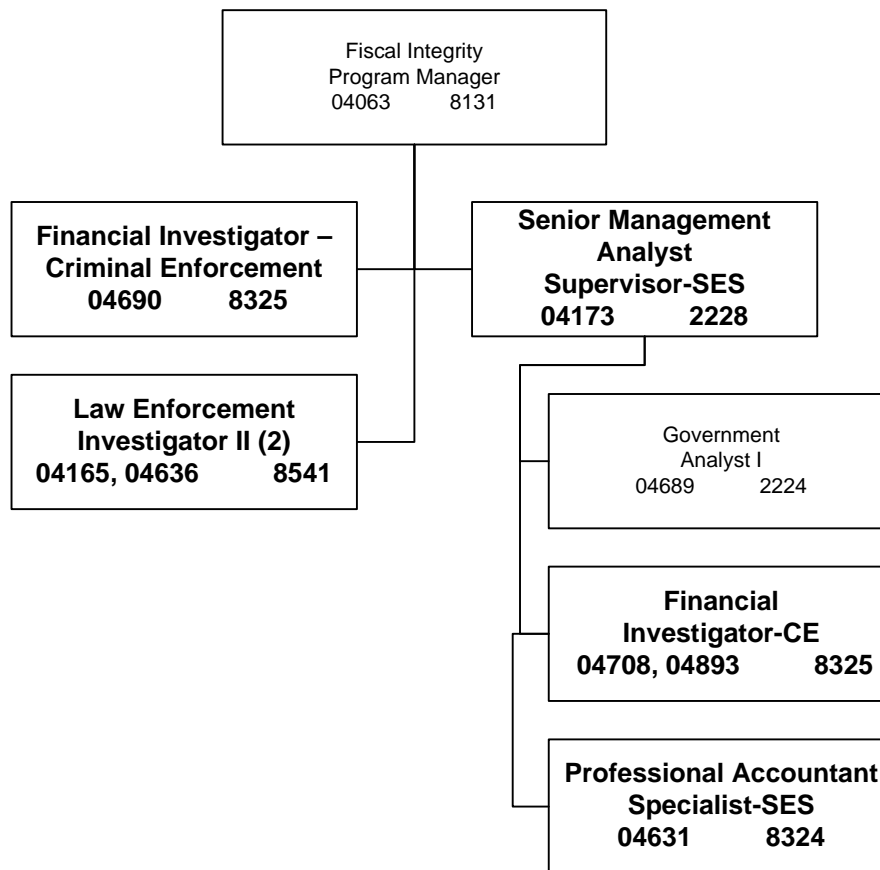 Fiscal Integrity
Program Manager
04063 8131
Financial Investigator –
Criminal Enforcement
04690 8325
Senior Management
Analyst
Supervisor-SES
04173 2228
Law Enforcement
Investigator II (2)
04165, 04636 8541
Government
Analyst I
04689 2224
Financial
Investigator-CE
04708, 04893 8325
Professional Accountant
Specialist-SES
04631 8324